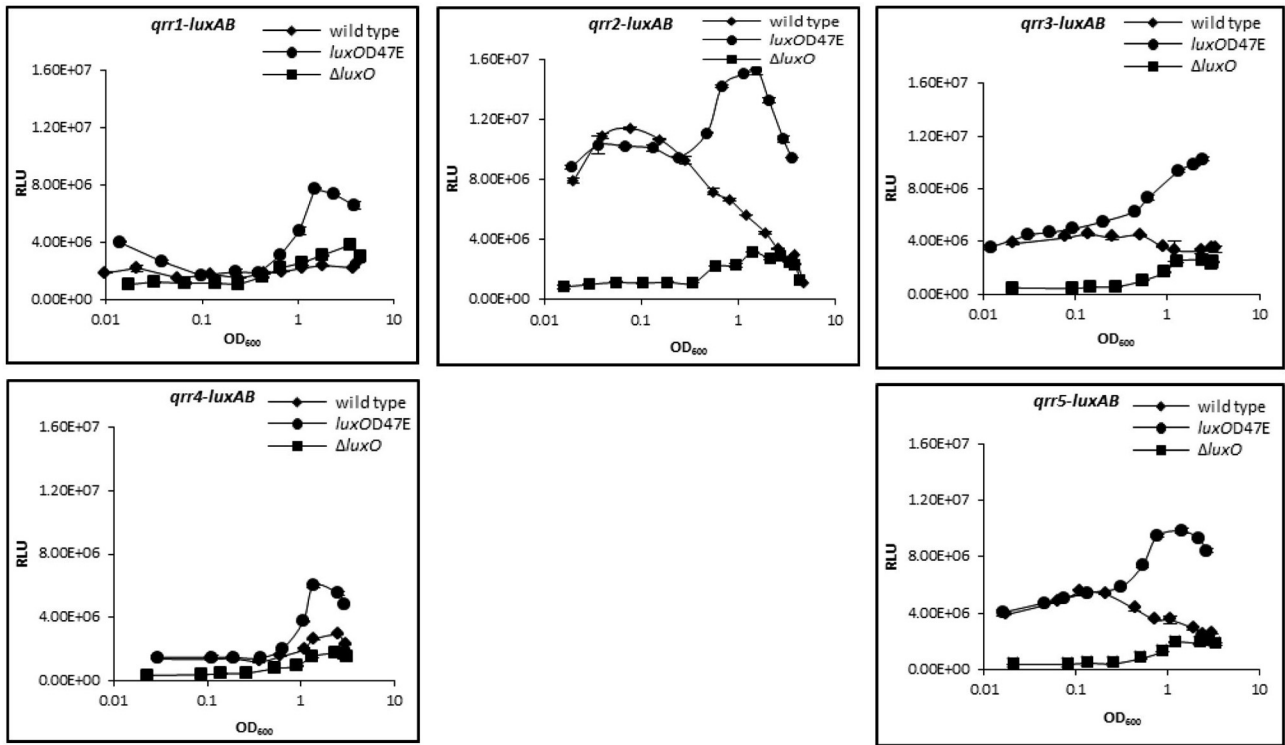 qrr1-luxAB
wild type
luxOD47E
ΔluxO
1.60E+07
1.20E+07
8.00E+06
4.00E+06
0.00E+00
RLU
0.01 0.1 1 10
OD600
qrr2-luxAB
wild type
luxOD47E
ΔluxO
1.60E+07
1.20E+07
8.00E+06
4.00E+06
0.00E+00
RLU
0.01 0.1 1 10
OD600
qrr3-luxAB
wild type
luxOD47E
ΔluxO
1.60E+07
1.20E+07
8.00E+06
4.00E+06
0.00E+00
RLU
0.01 0.1 1 10
OD600
qrr4-luxAB
wild type
luxOD47E
ΔluxO
1.60E+07
1.20E+07
8.00E+06
4.00E+06
0.00E+00
RLU
0.01 0.1 1 10
OD600
qrr5-luxAB
wild type
luxOD47E
ΔluxO
1.60E+07
1.20E+07
8.00E+06
4.00E+06
0.00E+00
RLU
0.01 0.1 1 10
OD600